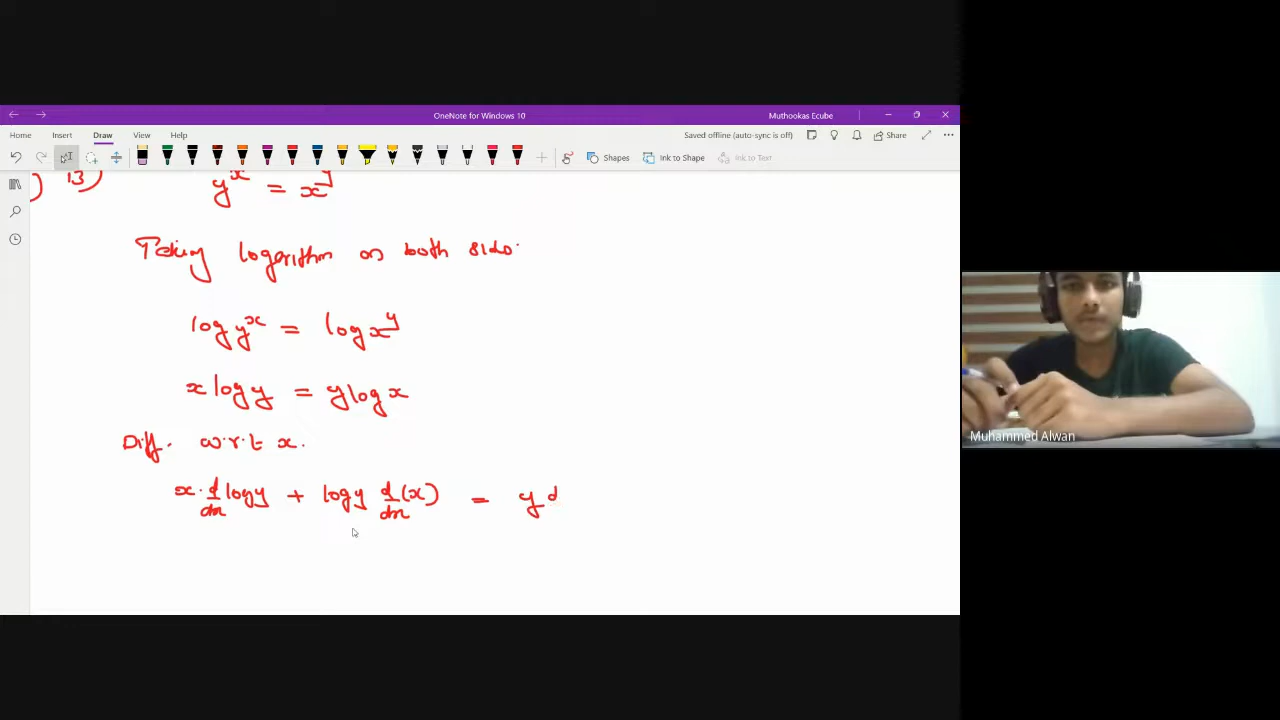 OneNote for Windows 10
Muthookas Ecube
Home Insert Draw View Help
Saved offline (auto-sync is off)
Share
Shapes
Ink to Shape
Ink to Text
13) y^x = x^y
Taking logarithm on both side.
log y^x = log x^y
x log y = y log x
Diff. w.r.t x.
x. d/dx log y + log y d/dx (x) = y d
Muhammed Alwan